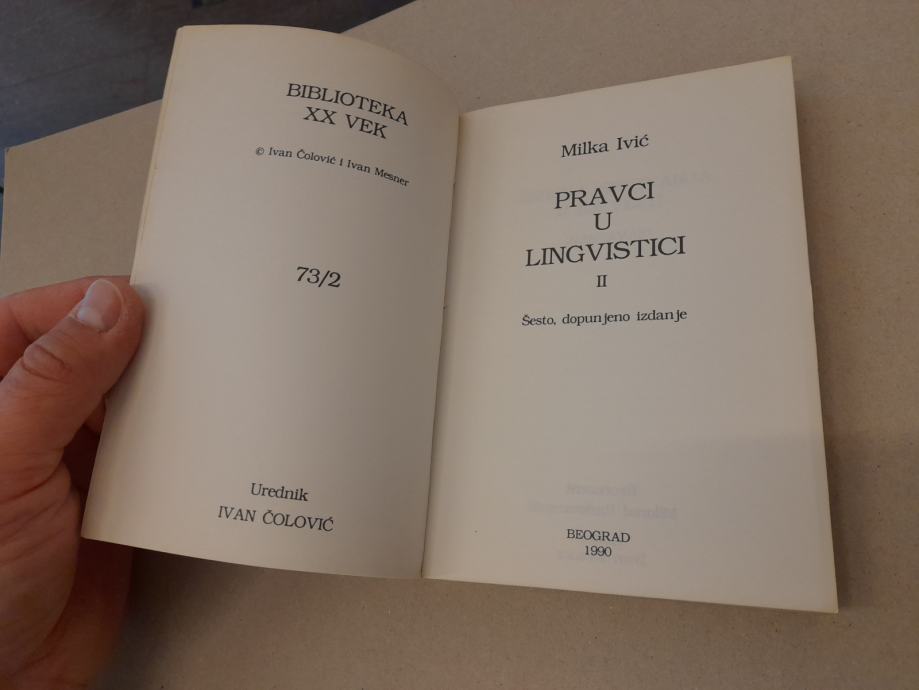 BIBLIOTEKA
XX VEK
© Ivan Čolović i Ivan Mesner
73/2
Urednik
IVAN ČOLOVIĆ
Milka Ivić
PRAVCI
U
LINGVISTICI
II
Šesto, dopunjeno izdanje
BEOGRAD
1990